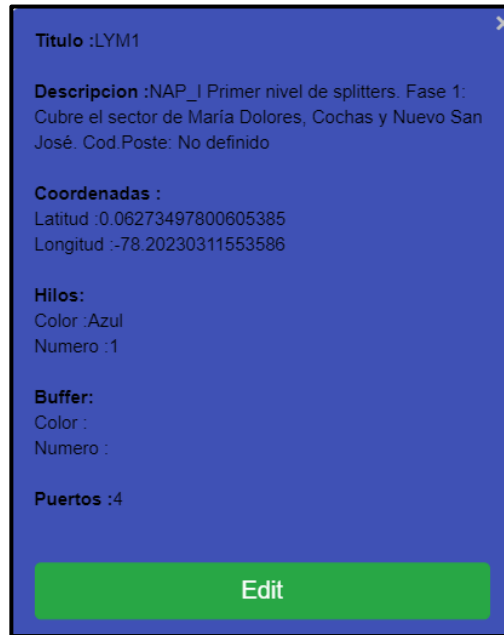 ×
Titulo :LYM1
Descripcion :NAP_I Primer nivel de splitters. Fase 1:
Cubre el sector de María Dolores, Cochas y Nuevo San
José. Cod.Poste: No definido
Coordenadas :
Latitud :0.06273497800605385
Longitud :-78.20230311553586
Hilos:
Color :Azul
Numero :1
Buffer:
Color :
Numero :
Puertos :4
Edit